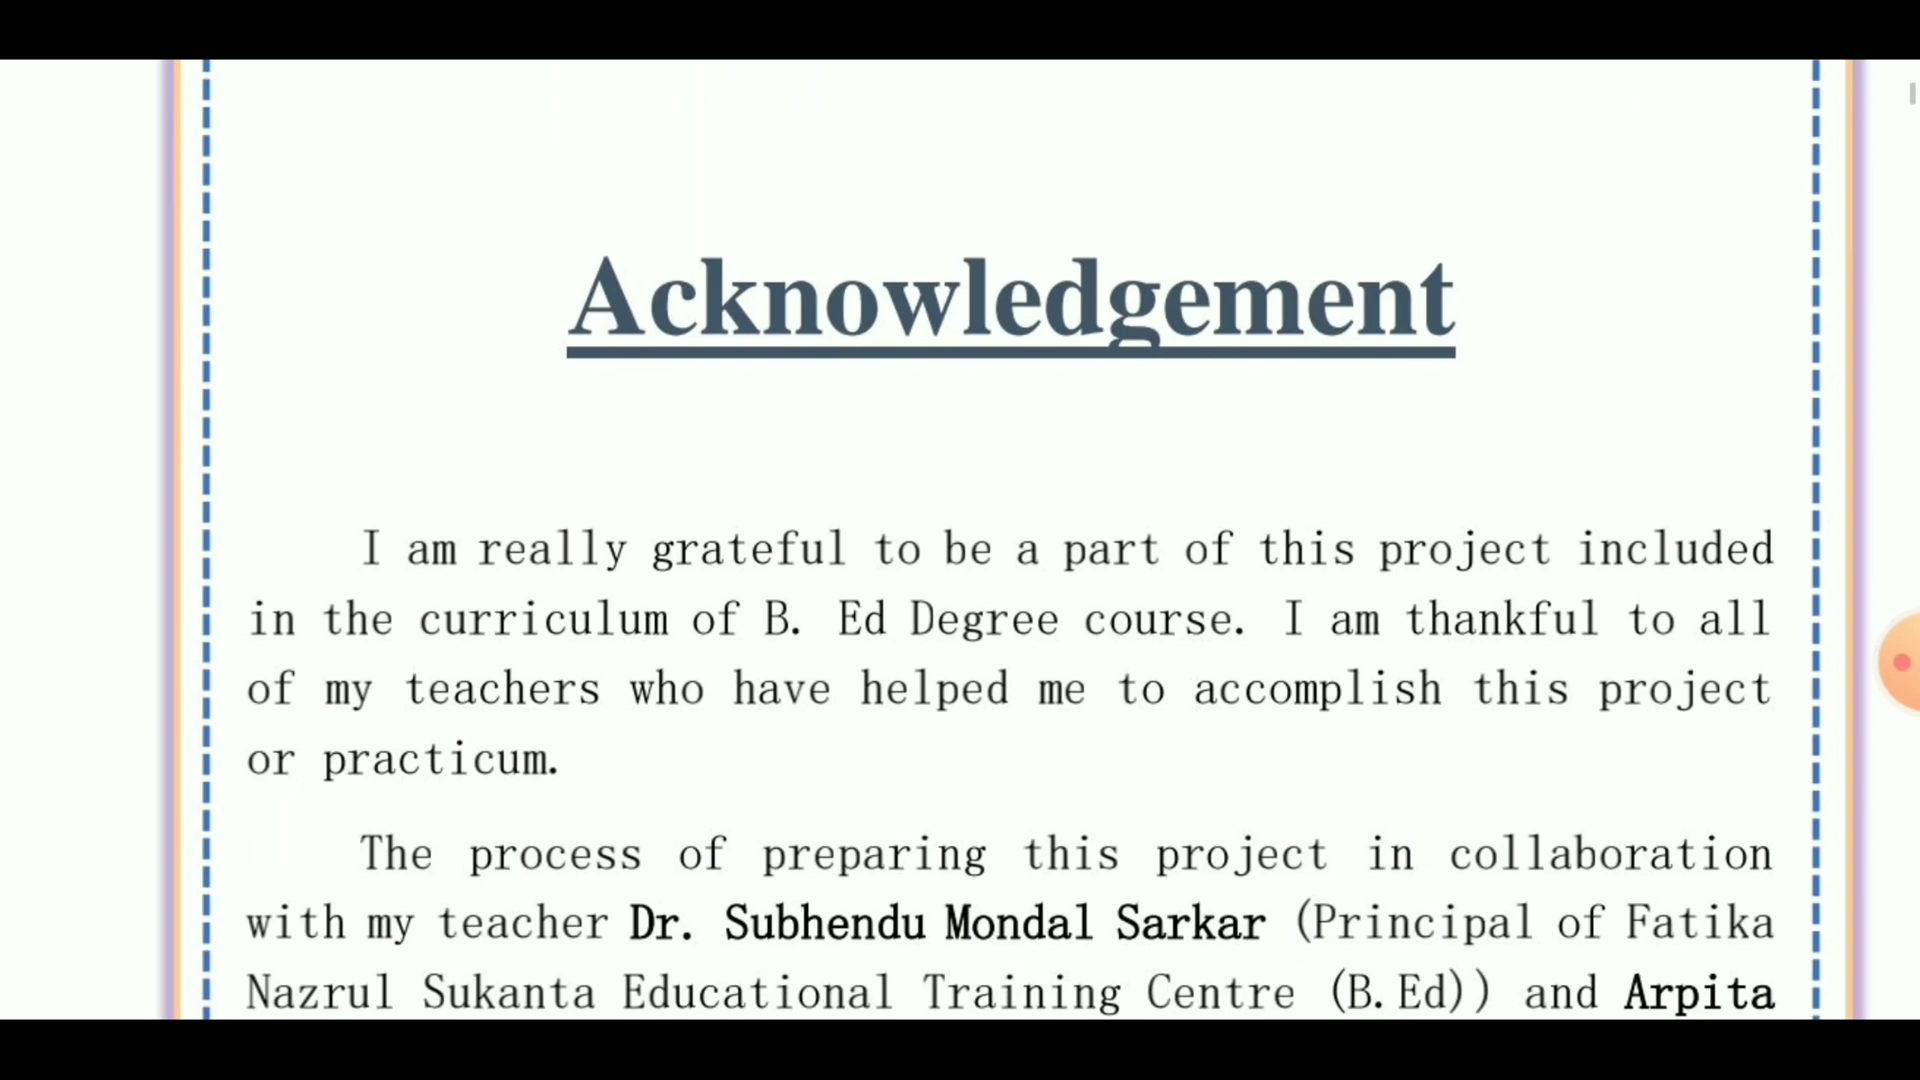 Acknowledgement
I am really grateful to be a part of this project included
in the curriculum of B. Ed Degree course. I am thankful to all
of my teachers who have helped me to accomplish this project
or practicum.
The process of preparing this project in collaboration
with my teacher Dr. Subhendu Mondal Sarkar (Principal of Fatika
Nazrul Sukanta Educational Training Centre (B.Ed)) and Arpita